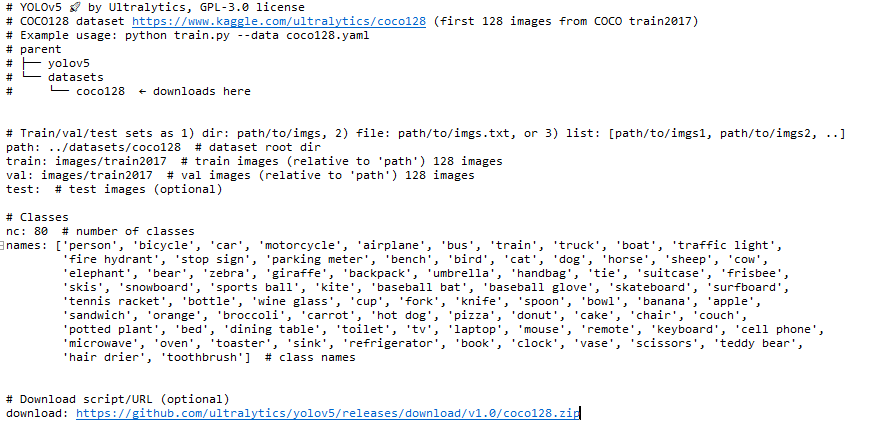 # YOLOv5 🚀 by Ultralytics, GPL-3.0 license
# COCO128 dataset https://www.kaggle.com/ultralytics/coco128 (first 128 images from COCO train2017)
# Example usage: python train.py --data coco128.yaml
# parent
# ├── yolov5
# └── datasets
#     └── coco128  ← downloads here
# Train/val/test sets as 1) dir: path/to/imgs, 2) file: path/to/imgs.txt, or 3) list: [path/to/imgs1, path/to/imgs2, ..]
path: ../datasets/coco128  # dataset root dir
train: images/train2017  # train images (relative to 'path') 128 images
val: images/train2017  # val images (relative to 'path') 128 images
test:  # test images (optional)
# Classes
nc: 80  # number of classes
names: ['person', 'bicycle', 'car', 'motorcycle', 'airplane', 'bus', 'train', 'truck', 'boat', 'traffic light',
        'fire hydrant', 'stop sign', 'parking meter', 'bench', 'bird', 'cat', 'dog', 'horse', 'sheep', 'cow',
        'elephant', 'bear', 'zebra', 'giraffe', 'backpack', 'umbrella', 'handbag', 'tie', 'suitcase', 'frisbee',
        'skis', 'snowboard', 'sports ball', 'kite', 'baseball bat', 'baseball glove', 'skateboard', 'surfboard',
        'tennis racket', 'bottle', 'wine glass', 'cup', 'fork', 'knife', 'spoon', 'bowl', 'banana', 'apple',
        'sandwich', 'orange', 'broccoli', 'carrot', 'hot dog', 'pizza', 'donut', 'cake', 'chair', 'couch',
        'potted plant', 'bed', 'dining table', 'toilet', 'tv', 'laptop', 'mouse', 'remote', 'keyboard', 'cell phone',
        'microwave', 'oven', 'toaster', 'sink', 'refrigerator', 'book', 'clock', 'vase', 'scissors', 'teddy bear',
        'hair drier', 'toothbrush']  # class names
# Download script/URL (optional)
download: https://github.com/ultralytics/yolov5/releases/download/v1.0/coco128.zip